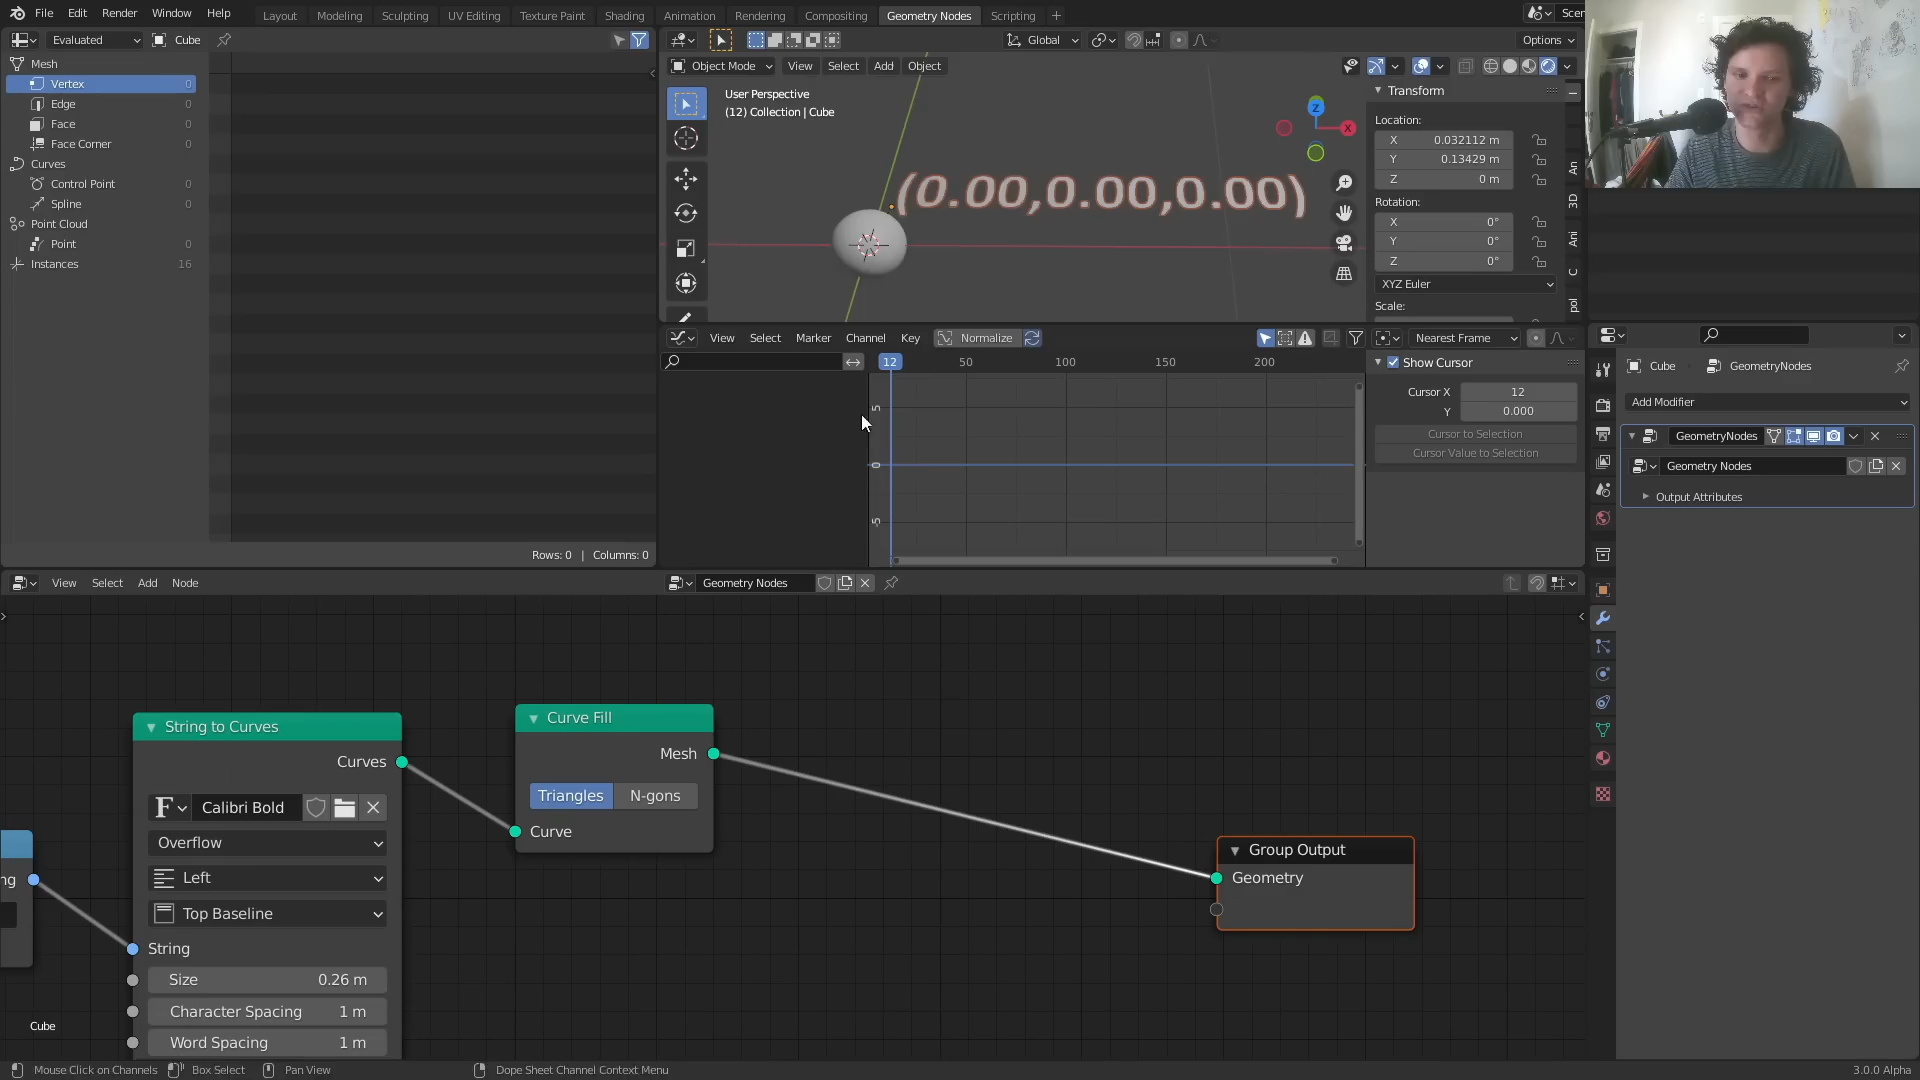 File Edit Render Window Help
Layout Modeling Sculpting UV Editing Texture Paint Shading Animation Rendering Compositing Geometry Nodes Scripting +
Evaluated Cube
Mesh
Vertex 0
Edge 0
Face 0
Face Corner 0
Curves
Control Point 0
Spline 0
Point Cloud
Point 0
Instances 16
Rows: 0 | Columns: 0
Global
Options
Object Mode View Select Add Object
User Perspective
(12) Collection | Cube
(0.00,0.00,0.00)
Z
X
Transform
Location:
X 0.032112 m
Y 0.13429 m
Z 0 m
Rotation:
X 0°
Y 0°
Z 0°
XYZ Euler
Scale:
An
3D
Ani
C
pol
View Select Marker Channel Key Normalize
Nearest Frame
12 50 100 150 200
5
0
-5
Show Cursor
Cursor X 12
Y 0.000
Cursor to Selection
Cursor Value to Selection
Cube GeometryNodes
Add Modifier
GeometryNodes
Geometry Nodes
Output Attributes
View Select Add Node
Geometry Nodes
String to Curves
Curves
F Calibri Bold
Overflow
Left
Top Baseline
String
Size 0.26 m
Character Spacing 1 m
Word Spacing 1 m
ng
Curve Fill
Mesh
Triangles N-gons
Curve
Group Output
Geometry
Cube
Mouse Click on Channels Box Select Pan View Dope Sheet Channel Context Menu
3.0.0 Alpha